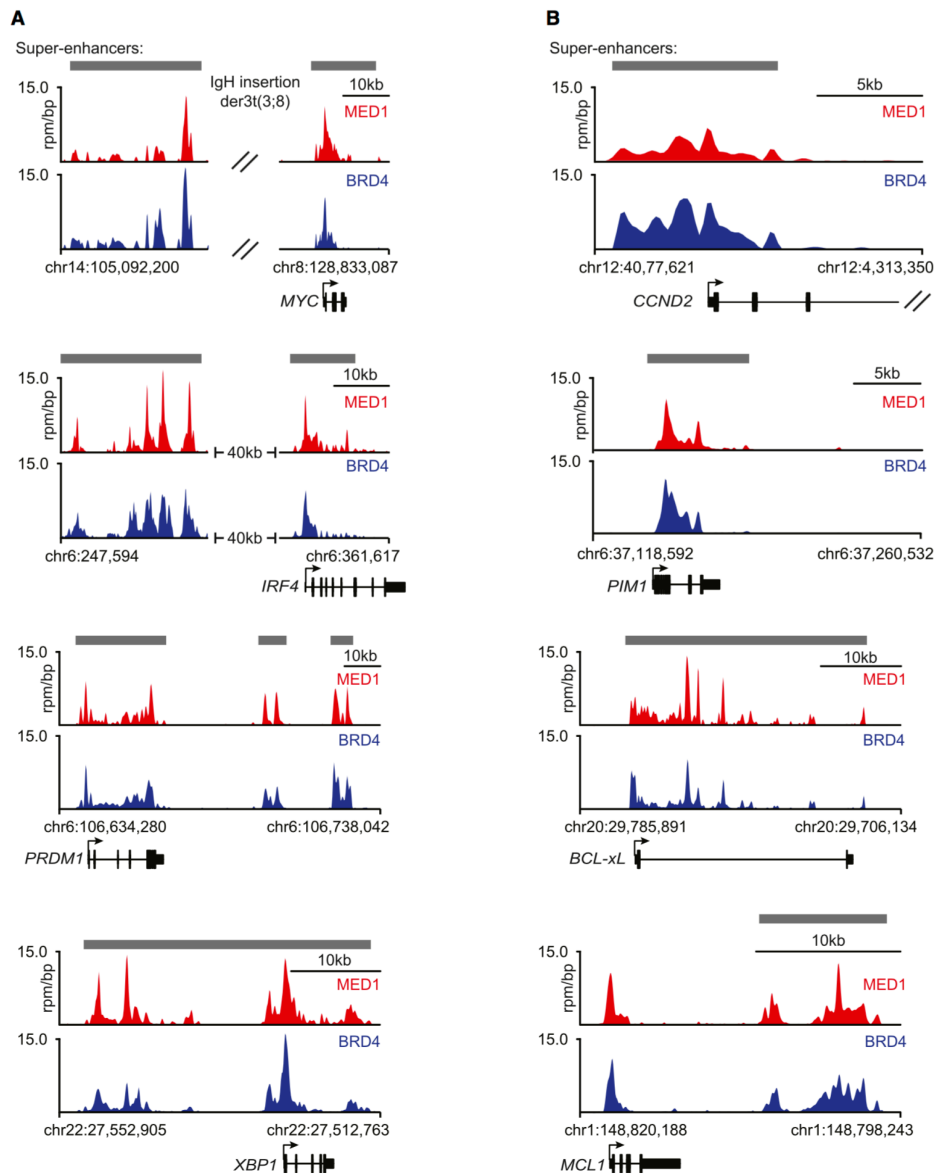 A
Super-enhancers:
15.0
rpm/bp
IgH insertion
der3t(3;8)
10kb
MED1
15.0
BRD4
chr14:105,092,200
chr8:128,833,087
MYC
15.0
rpm/bp
10kb
MED1
40kb
15.0
BRD4
40kb
chr6:247,594
chr6:361,617
IRF4
15.0
rpm/bp
10kb
MED1
15.0
BRD4
chr6:106,634,280
chr6:106,738,042
PRDM1
15.0
rpm/bp
10kb
MED1
15.0
BRD4
chr22:27,552,905
chr22:27,512,763
XBP1
B
Super-enhancers:
15.0
rpm/bp
5kb
MED1
15.0
BRD4
chr12:40,77,621
chr12:4,313,350
CCND2
15.0
rpm/bp
5kb
MED1
15.0
BRD4
chr6:37,118,592
chr6:37,260,532
PIM1
15.0
rpm/bp
10kb
MED1
15.0
BRD4
chr20:29,785,891
chr20:29,706,134
BCL-xL
15.0
rpm/bp
10kb
MED1
15.0
BRD4
chr1:148,820,188
chr1:148,798,243
MCL1